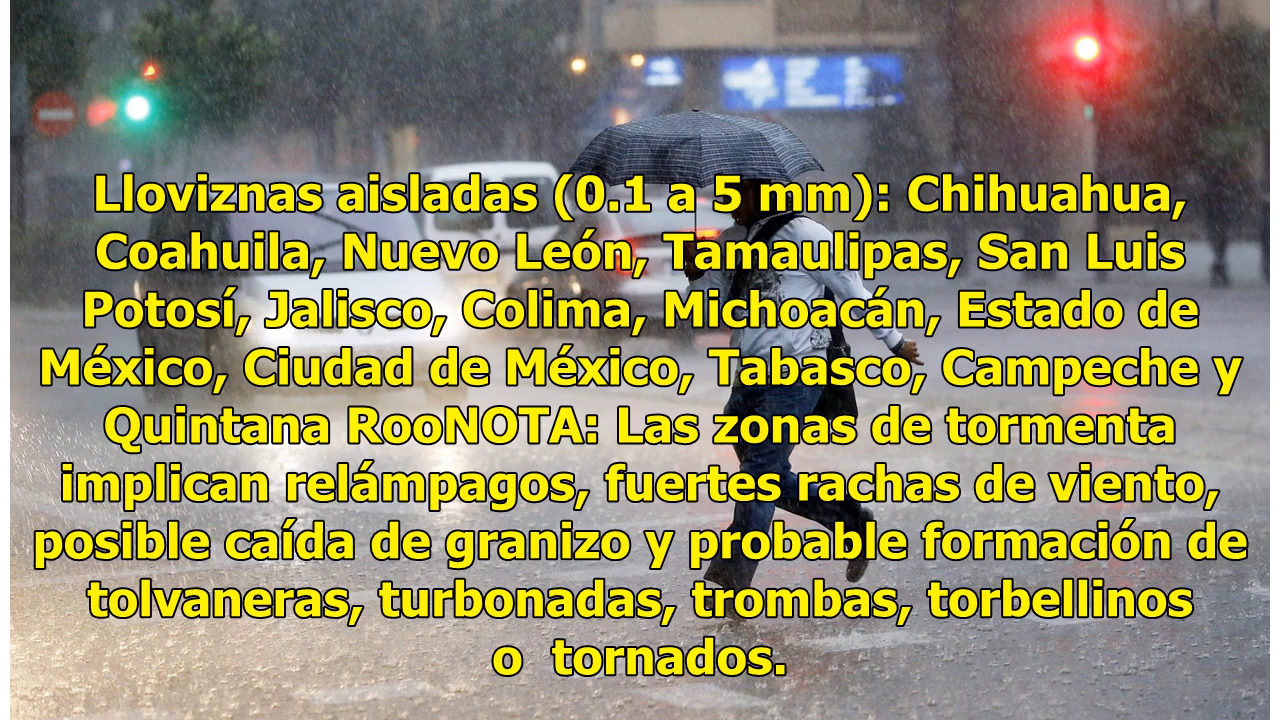 Lloviznas aisladas (0.1 a 5 mm): Chihuahua,
Coahuila, Nuevo León, Tamaulipas, San Luis
Potosí, Jalisco, Colima, Michoacán, Estado de
México, Ciudad de México, Tabasco, Campeche y
Quintana RooNOTA: Las zonas de tormenta
implican relámpagos, fuertes rachas de viento,
posible caída de granizo y probable formación de
tolvaneras, turbonadas, trombas, torbellinos
o  tornados.